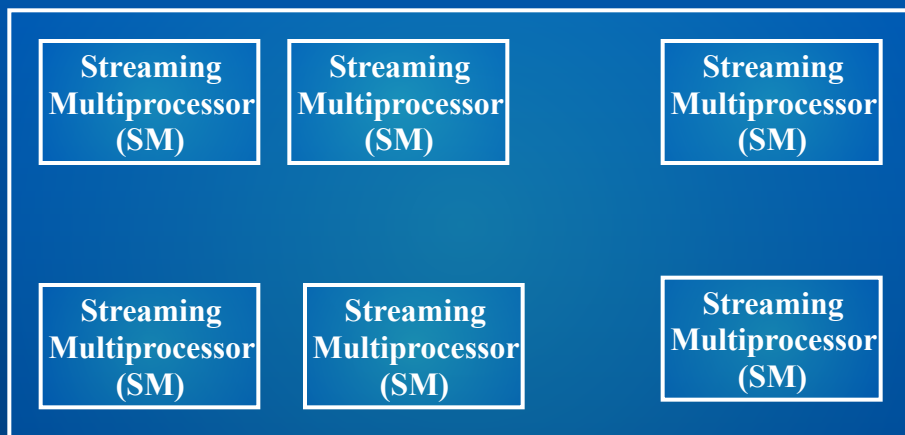 Streaming
Multiprocessor
(SM)
Streaming
Multiprocessor
(SM)
Streaming
Multiprocessor
(SM)
Streaming
Multiprocessor
(SM)
Streaming
Multiprocessor
(SM)
Streaming
Multiprocessor
(SM)